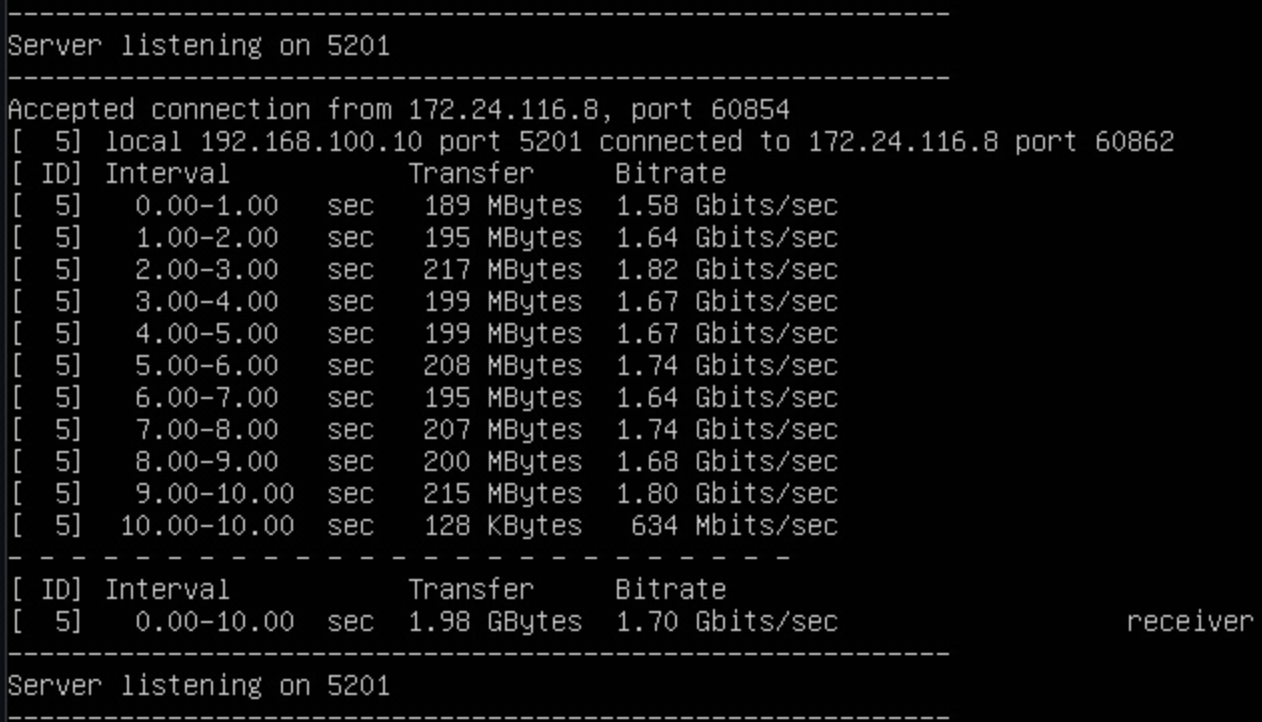 -----------------------------------------------------------
Server listening on 5201
-----------------------------------------------------------
Accepted connection from 172.24.116.8, port 60854
[  5] local 192.168.100.10 port 5201 connected to 172.24.116.8 port 60862
[ ID] Interval           Transfer     Bitrate
[  5]   0.00-1.00   sec   189 MBytes  1.58 Gbits/sec
[  5]   1.00-2.00   sec   195 MBytes  1.64 Gbits/sec
[  5]   2.00-3.00   sec   217 MBytes  1.82 Gbits/sec
[  5]   3.00-4.00   sec   199 MBytes  1.67 Gbits/sec
[  5]   4.00-5.00   sec   199 MBytes  1.67 Gbits/sec
[  5]   5.00-6.00   sec   208 MBytes  1.74 Gbits/sec
[  5]   6.00-7.00   sec   195 MBytes  1.64 Gbits/sec
[  5]   7.00-8.00   sec   207 MBytes  1.74 Gbits/sec
[  5]   8.00-9.00   sec   200 MBytes  1.68 Gbits/sec
[  5]   9.00-10.00  sec   215 MBytes  1.80 Gbits/sec
[  5]  10.00-10.00  sec   128 KBytes   634 Mbits/sec
- - - - - - - - - - - - - - - - - - - - - - - - -
[ ID] Interval           Transfer     Bitrate
[  5]   0.00-10.00  sec  1.98 GBytes  1.70 Gbits/sec                  receiver
-----------------------------------------------------------
Server listening on 5201
-----------------------------------------------------------